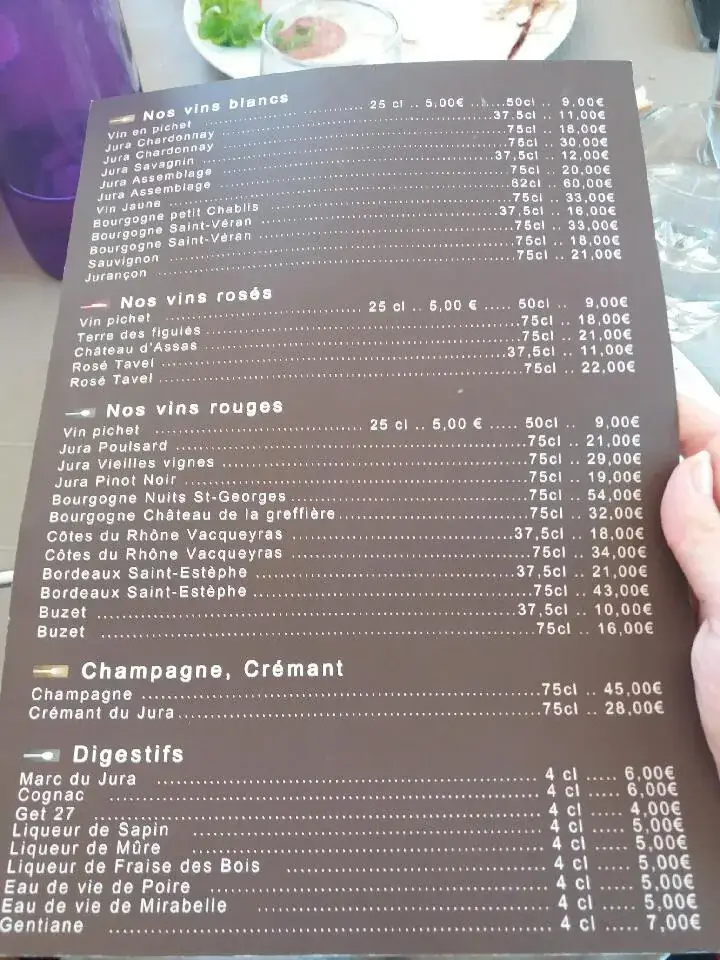 Nos vins blancs
Vin en pichet ........ 25 cl .. 5,00€ ......50cl .. 9,00€
Jura Chardonnay ........ 37,5cl .. 11,00€
Jura Chardonnay ........ 75cl .. 18,00€
Jura Savagnin ........ 75cl .. 30,00€
Jura Assemblage ........ 37,5cl .. 12,00€
Jura Assemblage ........ 75cl .. 20,00€
Vin Jaune ........ 62cl .. 60,00€
Bourgogne petit Chablis ........ 75cl .. 33,00€
Bourgogne Saint-Véran ........ 37,5cl .. 16,00€
Bourgogne Saint-Véran ........ 75cl .. 33,00€
Sauvignon ........ 75cl .. 18,00€
Jurançon ........ 75cl .. 21,00€
Nos vins rosés
Vin pichet ........ 25 cl .. 5,00 € ..... 50cl .. 9,00€
Terre des figuiés ........ 75cl .. 18,00€
Château d'Assas ........ 75cl .. 21,00€
Rosé Tavel ........ 37,5cl .. 11,00€
Rosé Tavel ........ 75cl .. 22,00€
Nos vins rouges
Vin pichet ........ 25 cl .. 5,00 € ..... 50cl .. 9,00€
Jura Poulsard ........ 75cl .. 21,00€
Jura Vieilles vignes ........ 75cl .. 29,00€
Jura Pinot Noir ........ 75cl .. 19,00€
Bourgogne Nuits St-Georges ........ 75cl .. 54,00€
Bourgogne Château de la greffière ........ 75cl .. 32,00€
Côtes du Rhône Vacqueyras ........ 37,5cl .. 18,00€
Côtes du Rhône Vacqueyras ........ 75cl .. 34,00€
Bordeaux Saint-Estèphe ........ 37,5cl .. 21,00€
Bordeaux Saint-Estèphe ........ 75cl .. 43,00€
Buzet ........ 37,5cl .. 10,00€
Buzet ........ 75cl .. 16,00€
Champagne, Crémant
Champagne ........ 75cl .. 45,00€
Crémant du Jura ........ 75cl .. 28,00€
Digestifs
Marc du Jura ........ 4 cl ..... 6,00€
Cognac ........ 4 cl ..... 6,00€
Get 27 ........ 4 cl ..... 4,00€
Liqueur de Sapin ........ 4 cl ..... 5,00€
Liqueur de Mûre ........ 4 cl ..... 5,00€
Liqueur de Fraise des Bois ........ 4 cl ..... 5,00€
Eau de vie de Poire ........ 4 cl ..... 5,00€
Eau de vie de Mirabelle ........ 4 cl ..... 5,00€
Gentiane ........ 4 cl ..... 7,00€